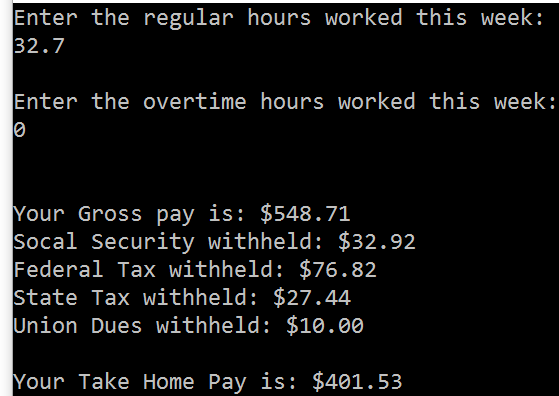 Enter the regular hours worked this week:
32.7
Enter the overtime hours worked this week:
0
Your Gross pay is: $548.71
Socal Security withheld: $32.92
Federal Tax withheld: $76.82
State Tax withheld: $27.44
Union Dues withheld: $10.00
Your Take Home Pay is: $401.53